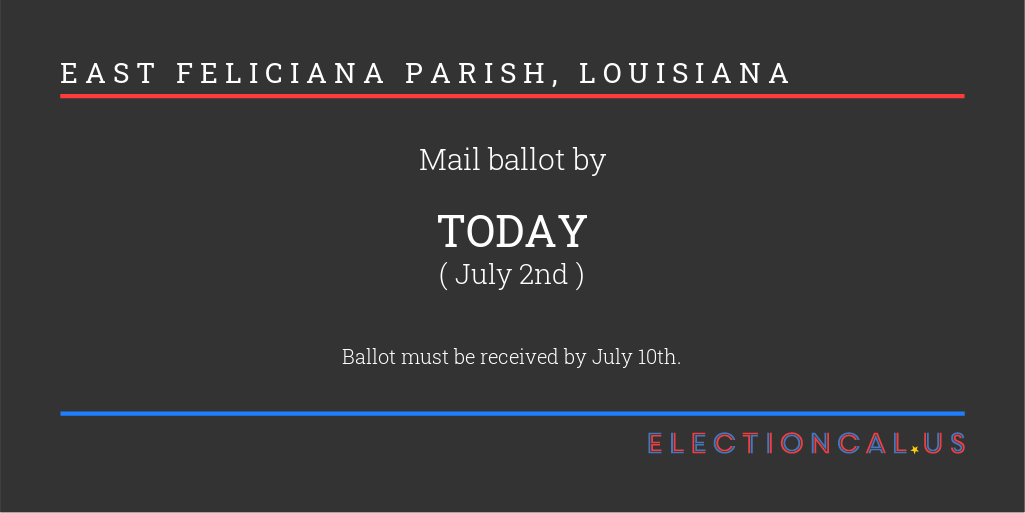 EAST FELICIANA PARISH, LOUISIANA
Mail ballot by
TODAY
( July 2nd )
Ballot must be received by July 10th.
ELECTIONCAL.US